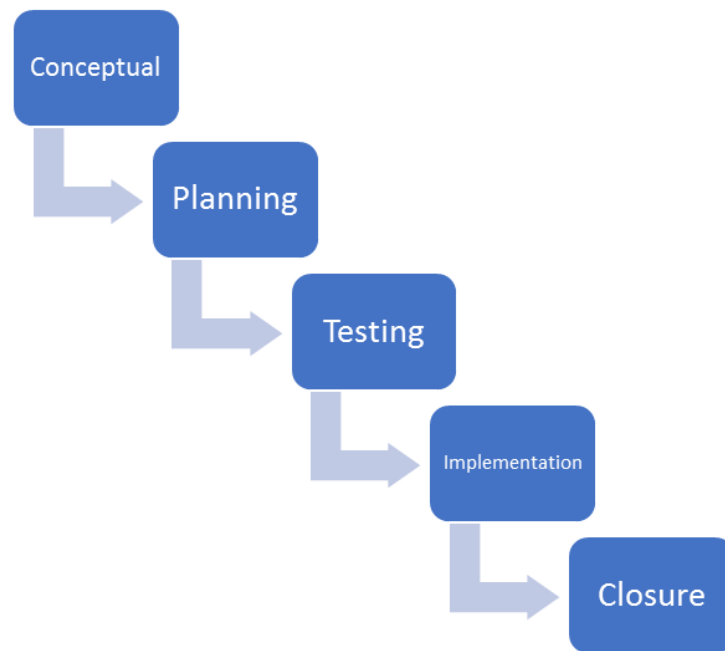 Conceptual
Planning
Testing
Implementation
Closure